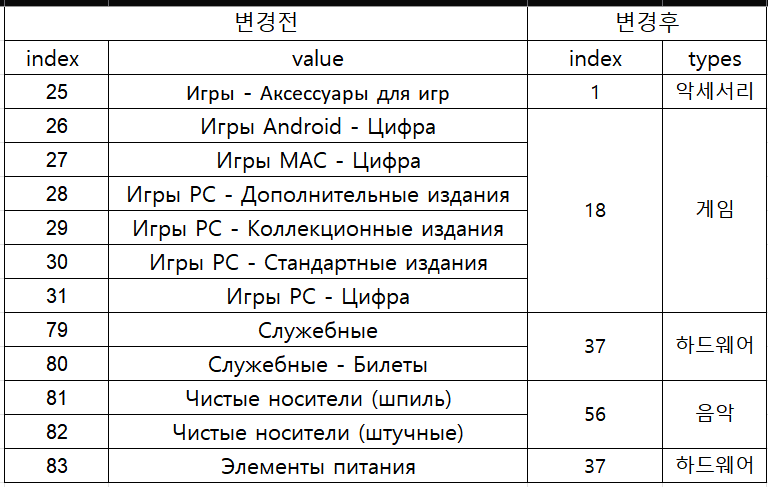 변경전 변경후
index value index types
25 Игры - Аксессуары для игр 1 악세서리
26 Игры Android - Цифра
27 Игры MAC - Цифра
28 Игры PC - Дополнительные издания
29 Игры PC - Коллекционные издания 18 게임
30 Игры PC - Стандартные издания
31 Игры PC - Цифра
79 Служебные 37 하드웨어
80 Служебные - Билеты
81 Чистые носители (шпиль) 56 음악
82 Чистые носители (штучные)
83 Элементы питания 37 하드웨어